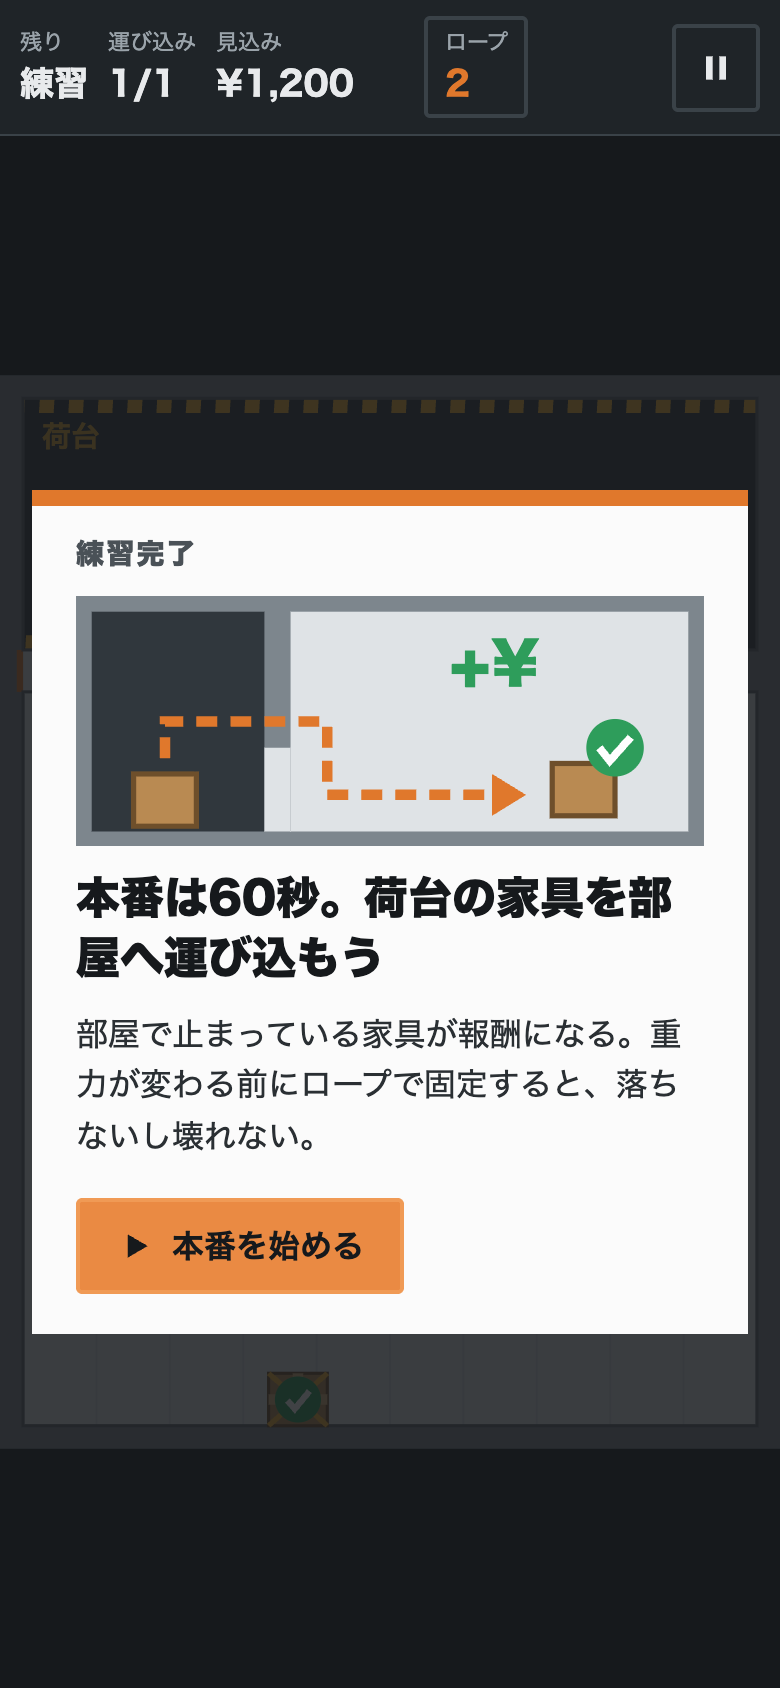 残り 運び込み 見込み ロープ
練習 1/1 ¥1,200 2
荷台
練習完了
+¥
本番は60秒。荷台の家具を部
屋へ運び込もう
部屋で止まっている家具が報酬になる。重
力が変わる前にロープで固定すると、落ち
ないし壊れない。
本番を始める